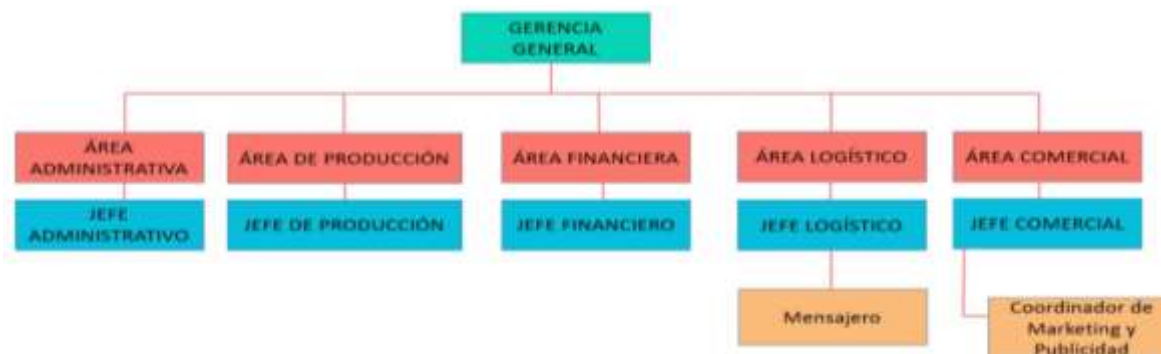 GERENCIA
GENERAL
ÁREA
ADMINISTRATIVA
ÁREA DE PRODUCCIÓN
ÁREA FINANCIERA
ÁREA LOGÍSTICO
ÁREA COMERCIAL
JEFE
ADMINISTRATIVO
JEFE DE PRODUCCIÓN
JEFE FINANCIERO
JEFE LOGÍSTICO
JEFE COMERCIAL
Mensajero
Coordinador de
Marketing y
Publicidad